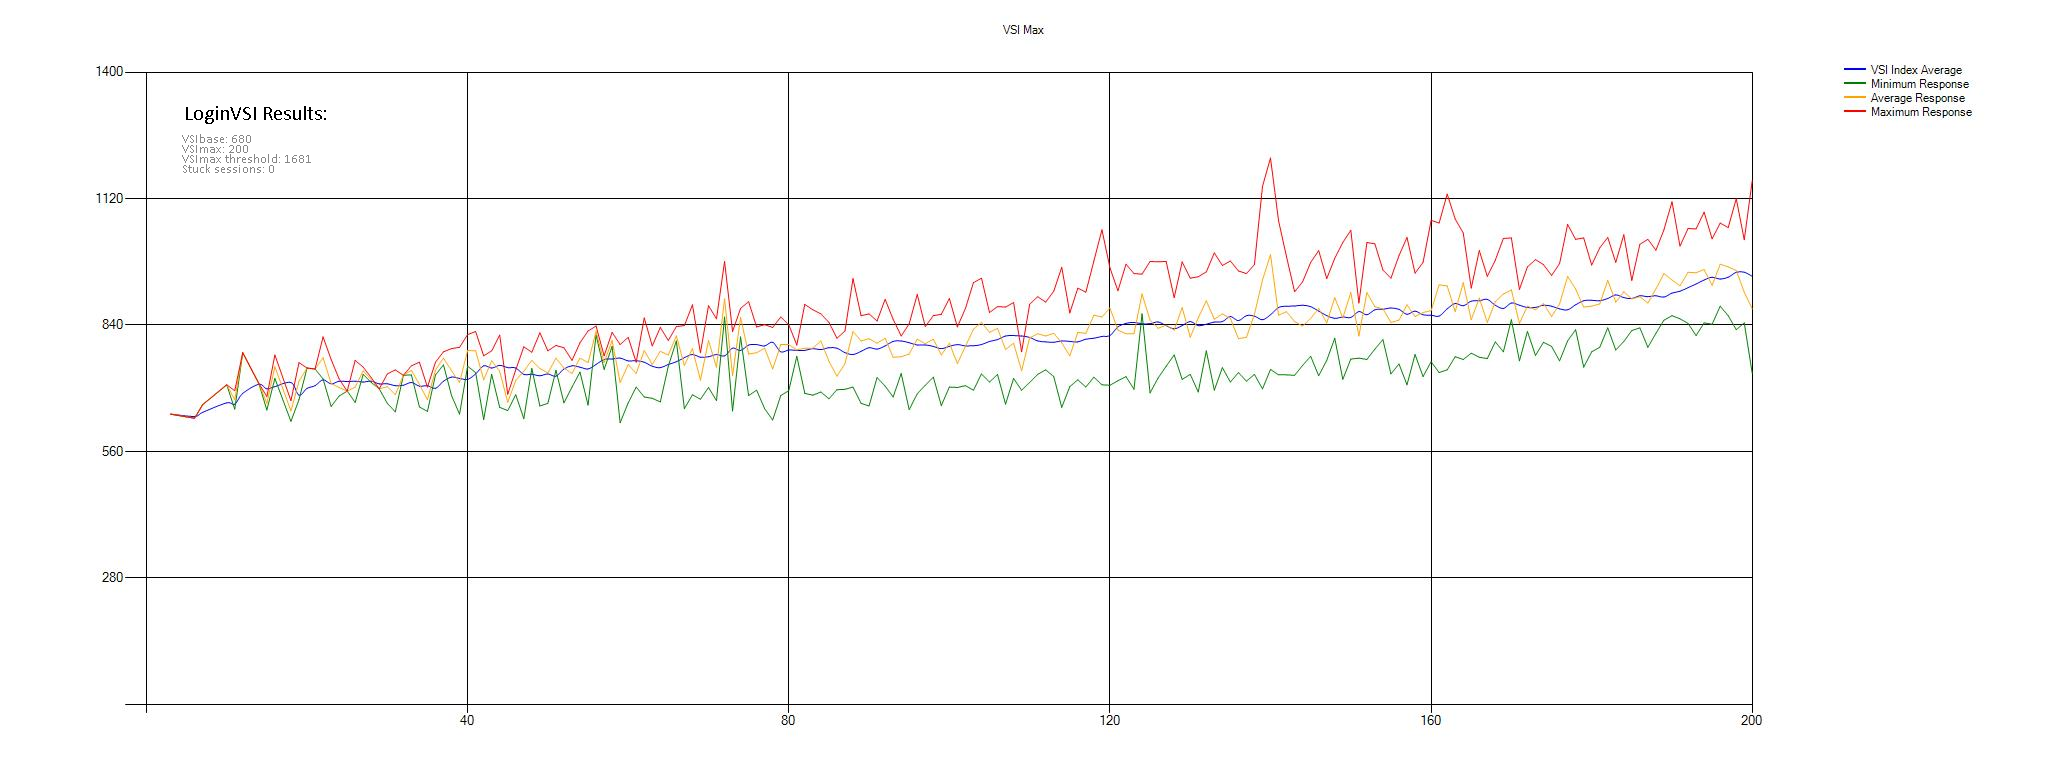 VSI Max
1400
1120
840
560
280
40
80
120
160
200
LoginVSI Results:
VSIbase: 680
VSImax: 200
VSImax threshold: 1681
Stuck sessions: 0
VSI Index Average
Minimum Response
Average Response
Maximum Response